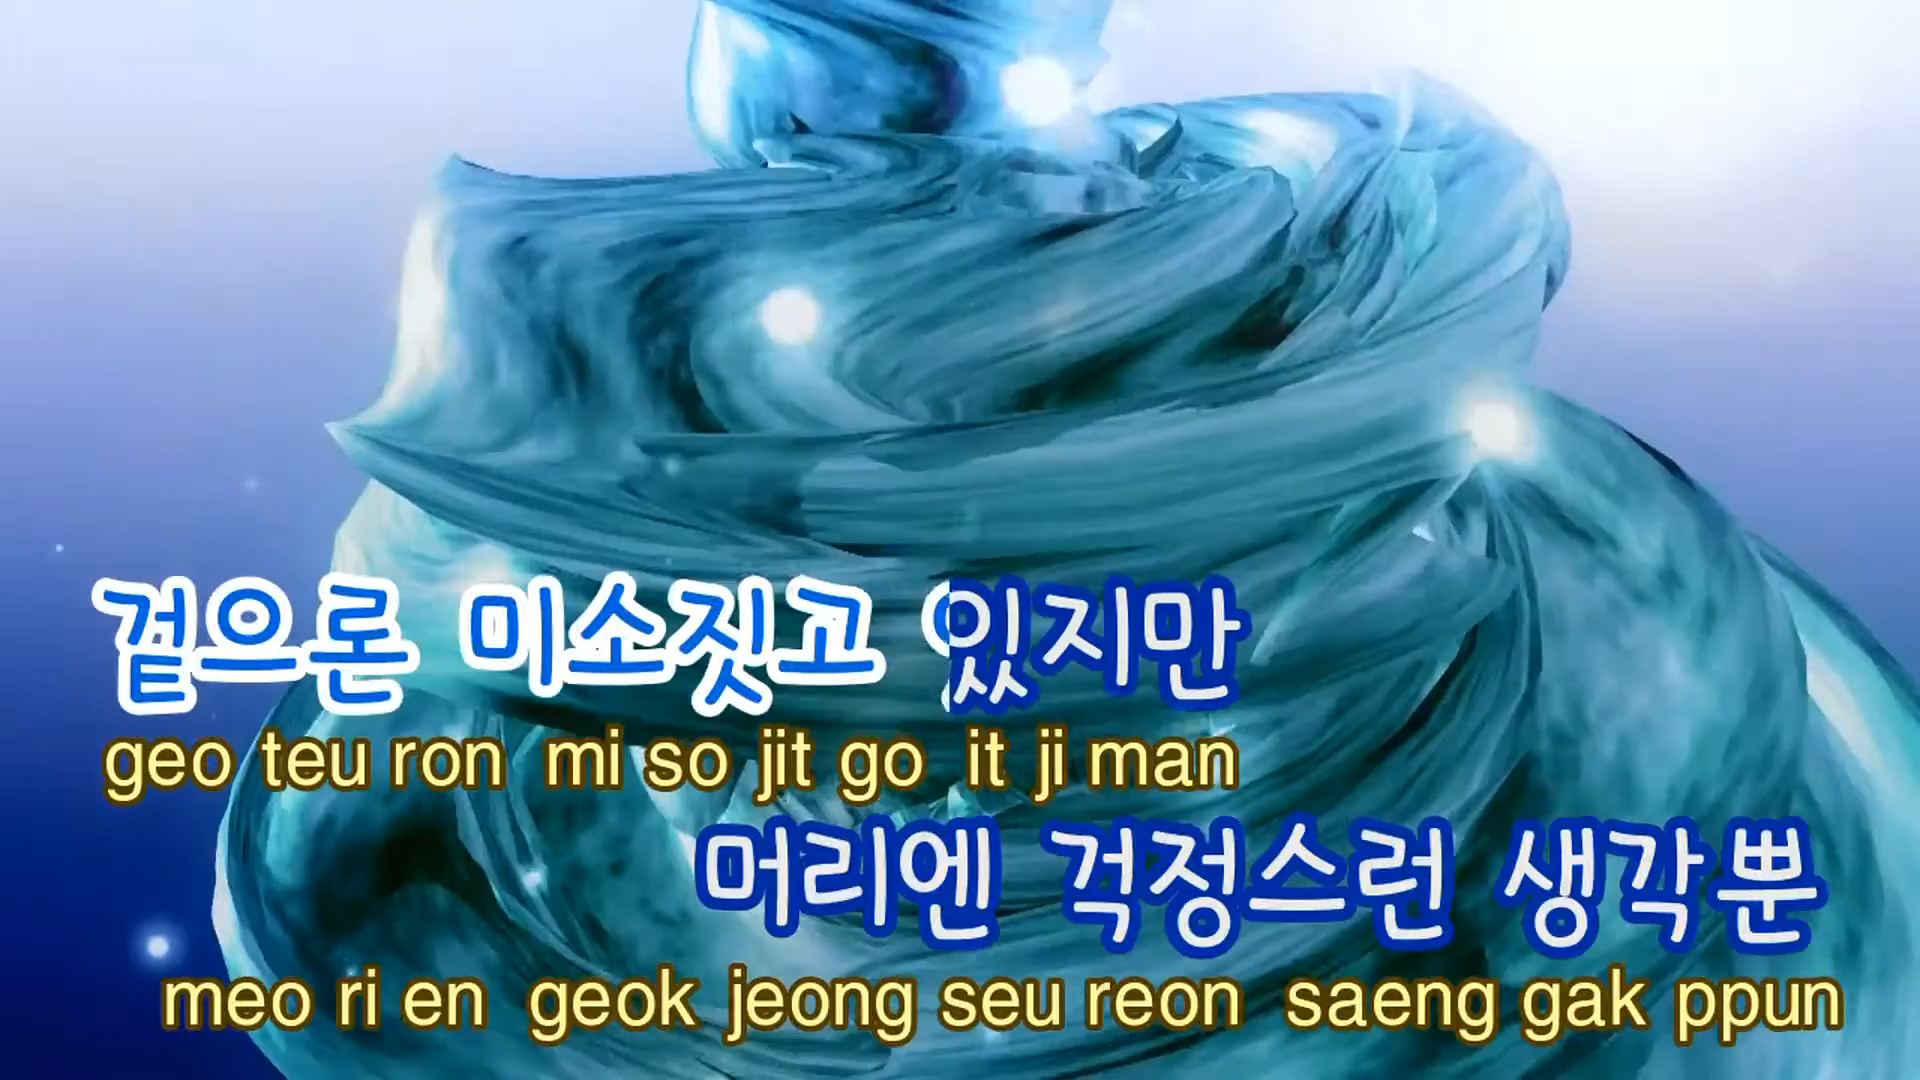 겉으론 미소짓고 있지만
geo teu ron mi so jit go it ji man
머리엔 걱정스런 생각뿐
meo ri en geok jeong seu reon saeng gak ppun